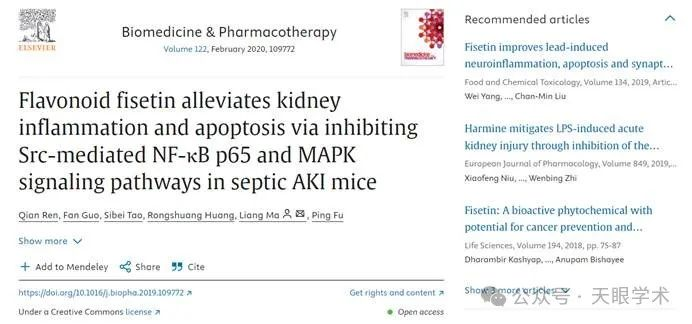 ELSEVIER
Biomedicine & Pharmacotherapy
Volume 122, February 2020, 109772
Flavonoid fisetin alleviates kidney
inflammation and apoptosis via inhibiting
Src-mediated NF-κB p65 and MAPK
signaling pathways in septic AKI mice
Qian Ren, Fan Guo, Sibei Tao, Rongshuang Huang, Liang Ma, Ping Fu
Show more
+ Add to Mendeley Share Cite
https://doi.org/10.1016/j.biopha.2019.109772
Get rights and content
Under a Creative Commons license
Open access
Recommended articles
Fisetin improves lead-induced
neuroinflammation, apoptosis and synapt...
Food and Chemical Toxicology, Volume 134, 2019, Artic...
Wei Yang, ..., Chan-Min Liu
Harmine mitigates LPS-induced acute
kidney injury through inhibition of the...
European Journal of Pharmacology, Volume 849, 2019,...
Xiaofeng Niu, ..., Wenbing Zhi
Fisetin: A bioactive phytochemical with
potential for cancer prevention and...
Life Sciences, Volume 194, 2018, pp. 75-87
Dharambir Kashyap, ..., Anupam Bishayee
Show 3 more articles
公众号 · 天眼学术